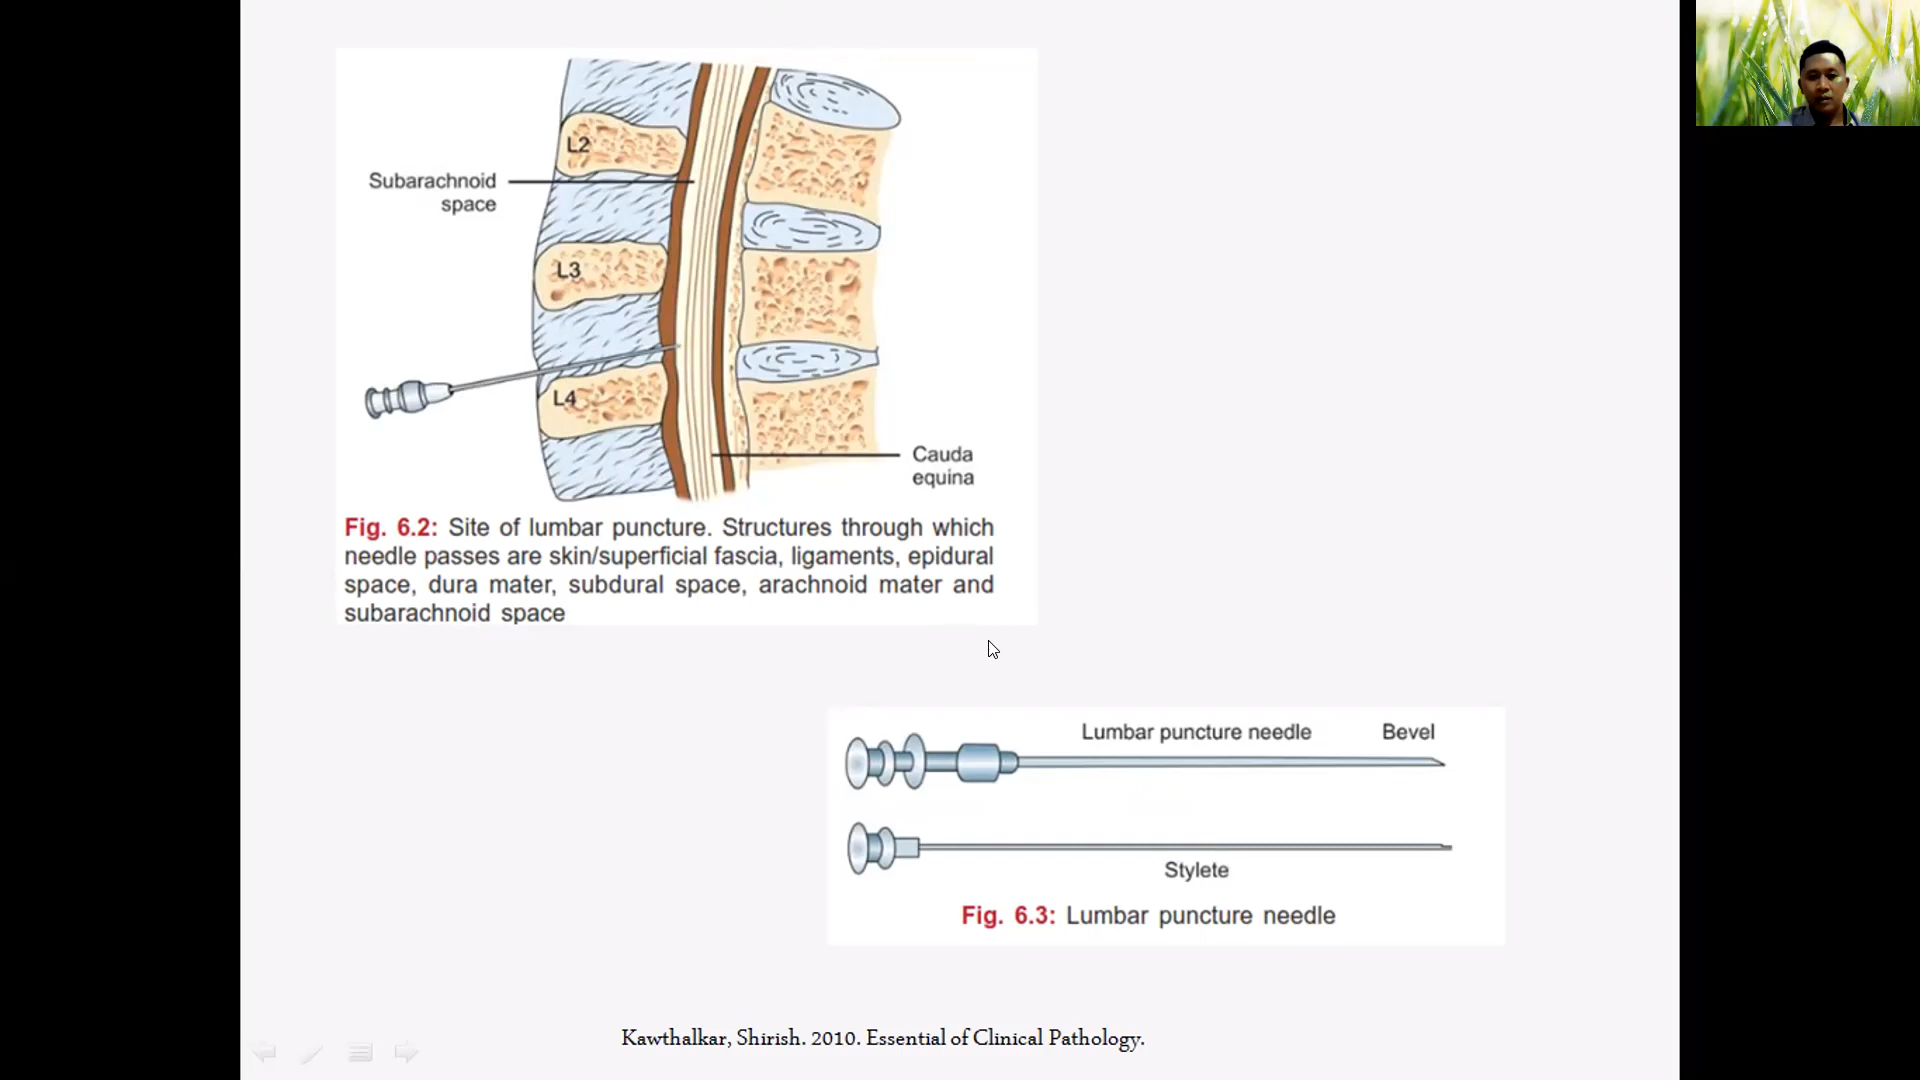 L2
Subarachnoid
space
L3
L4
Cauda
equina
Fig. 6.2: Site of lumbar puncture. Structures through which
needle passes are skin/superficial fascia, ligaments, epidural
space, dura mater, subdural space, arachnoid mater and
subarachnoid space
Lumbar puncture needle Bevel
Stylete
Fig. 6.3: Lumbar puncture needle
Kawthalkar, Shirish. 2010. Essential of Clinical Pathology.